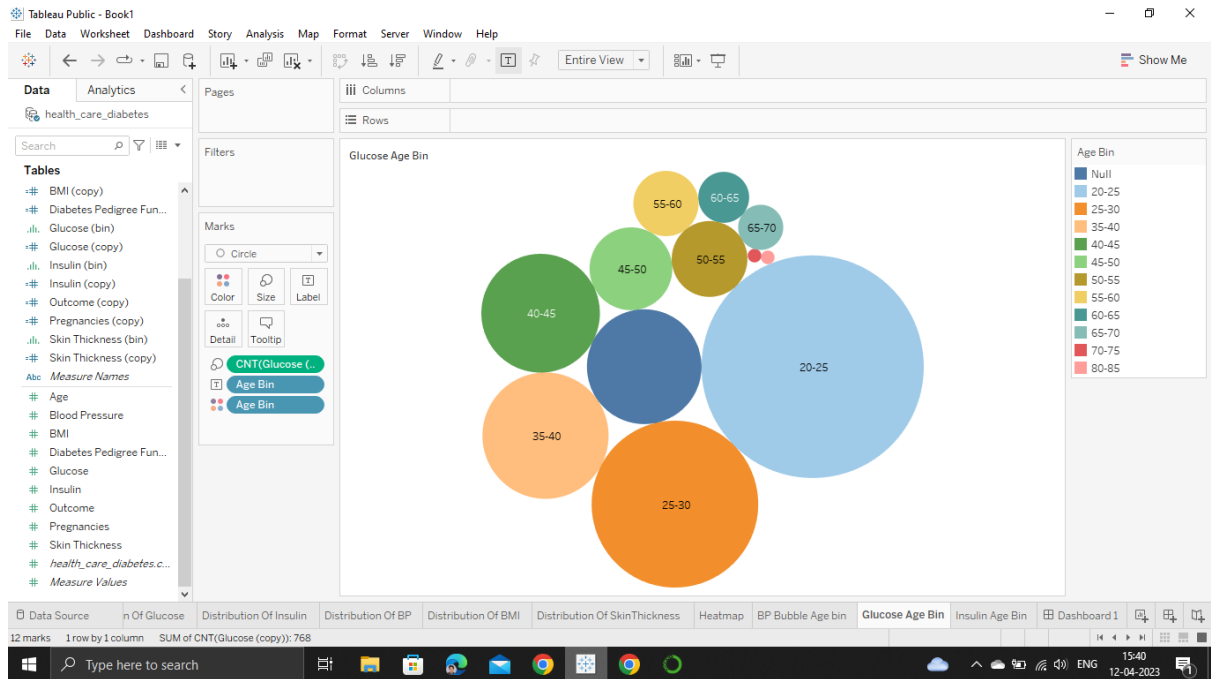 Tableau Public - Book1
File Data Worksheet Dashboard Story Analysis Map Format Server Window Help
Entire View
Show Me
Data Analytics
Pages
Columns
health_care_diabetes
Rows
Search
Filters
Glucose Age Bin
Age Bin
Tables
Null
20-25
25-30
35-40
40-45
45-50
50-55
55-60
60-65
65-70
70-75
80-85
BMI (copy)
Diabetes Pedigree Fun...
Glucose (bin)
Glucose (copy)
Insulin (bin)
Insulin (copy)
Outcome (copy)
Pregnancies (copy)
Skin Thickness (bin)
Skin Thickness (copy)
Abc Measure Names
Age
Blood Pressure
BMI
Diabetes Pedigree Fun...
Glucose
Insulin
Outcome
Pregnancies
Skin Thickness
health_care_diabetes.c...
Measure Values
Marks
Circle
Color Size Label
Detail Tooltip
CNT(Glucose (..
Age Bin
Age Bin
55-60
60-65
65-70
50-55
45-50
40-45
20-25
35-40
25-30
Data Source n Of Glucose Distribution Of Insulin Distribution Of BP Distribution Of BMI Distribution Of SkinThickness Heatmap BP Bubble Age bin Glucose Age Bin Insulin Age Bin Dashboard 1
12 marks 1 row by 1 column SUM of CNT(Glucose (copy)): 768
Type here to search
ENG
15:40
12-04-2023
1